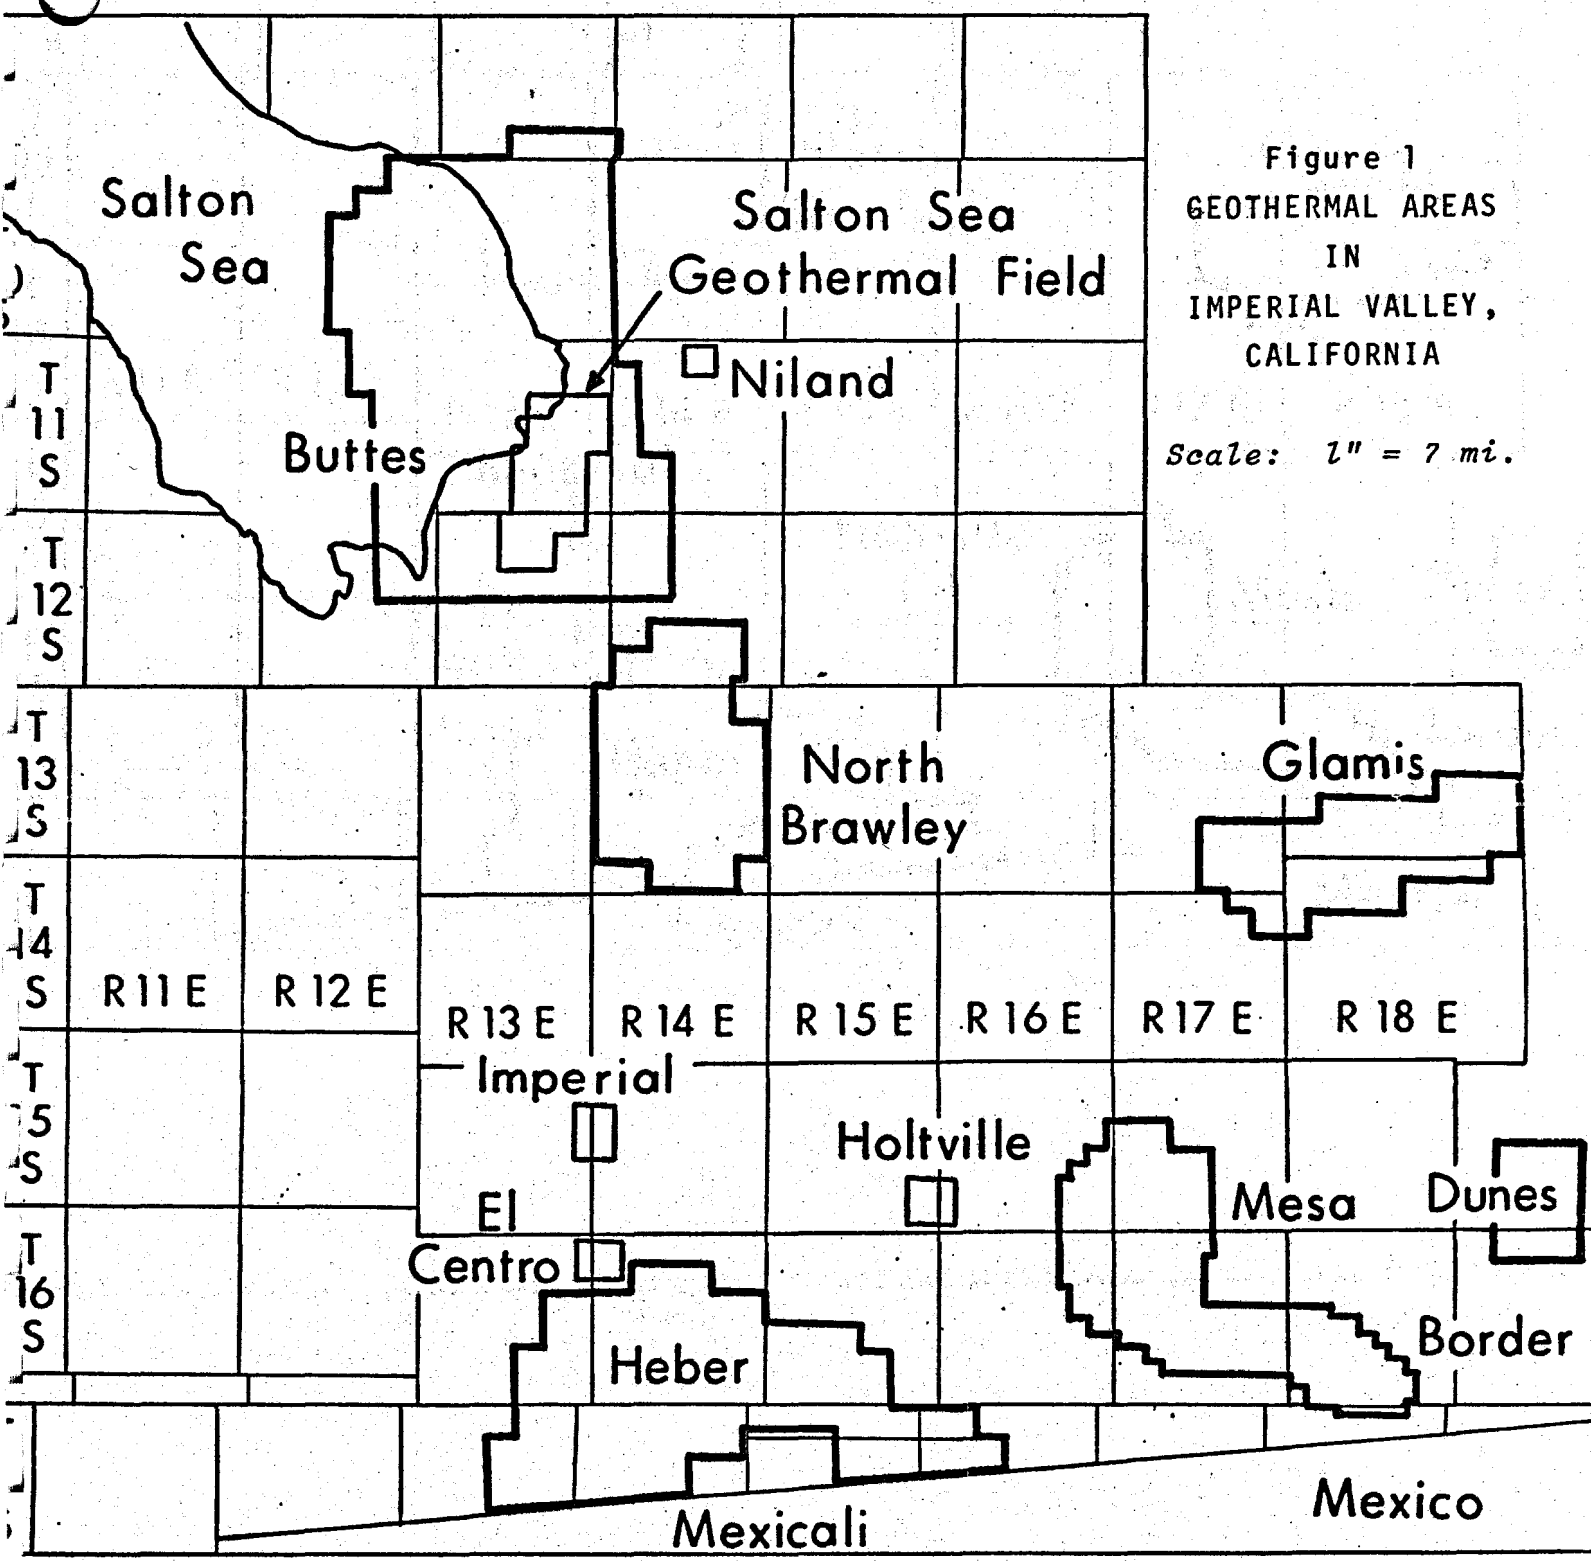 Figure 1
GEOTHERMAL AREAS
IN
IMPERIAL VALLEY,
CALIFORNIA
Scale: 1" = 7 mi.
Salton
Sea
Salton Sea
Geothermal Field
Niland
Buttes
T
11
S
T
12
S
T
13
S
North
Brawley
Glamis
T
14
S
R 11 E
R 12 E
R 13 E
R 14 E
R 15 E
R 16 E
R 17 E
R 18 E
Imperial
T
15
S
Holtville
El
Centro
Mesa
Dunes
T
16
S
Heber
Border
Mexicali
Mexico